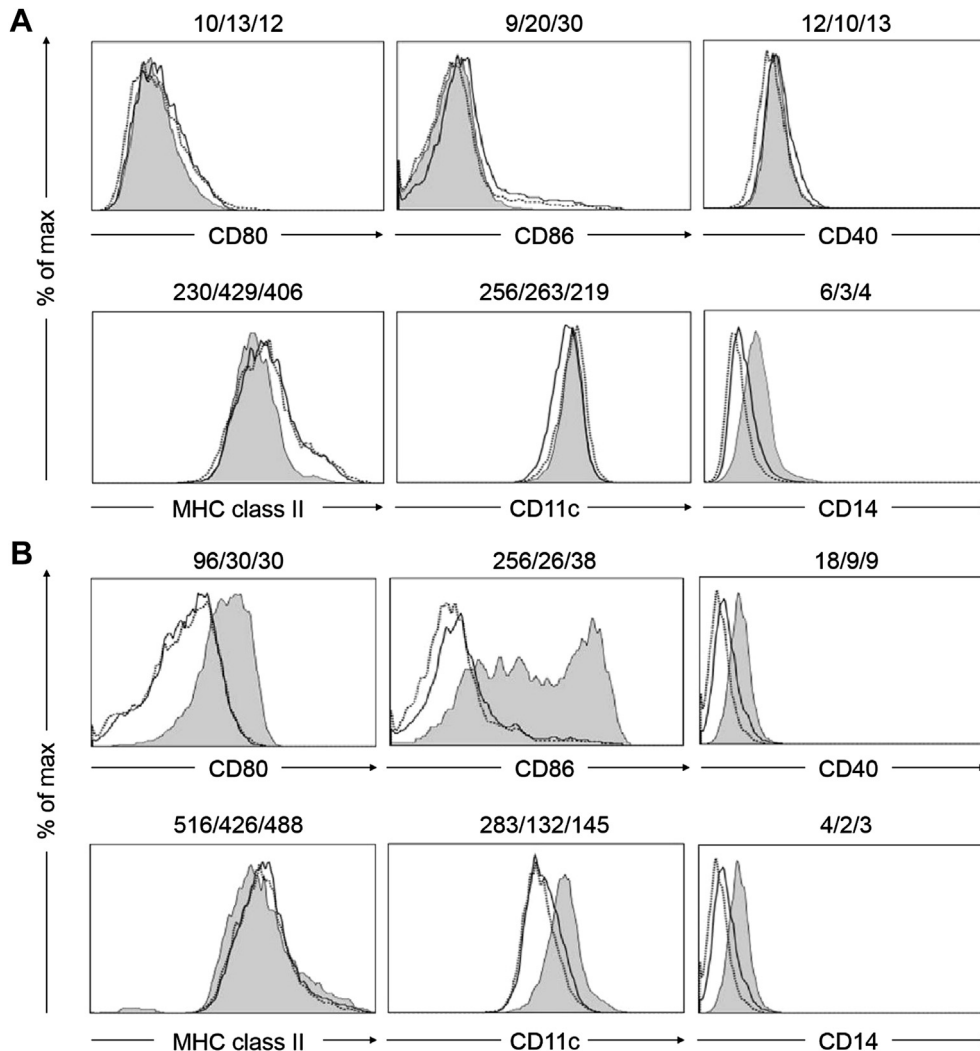 A
10/13/12 9/20/30 12/10/13
% of max
CD80 CD86 CD40
230/429/406 256/263/219 6/3/4
MHC class II CD11c CD14
B
96/30/30 256/26/38 18/9/9
% of max
CD80 CD86 CD40
516/426/488 283/132/145 4/2/3
MHC class II CD11c CD14